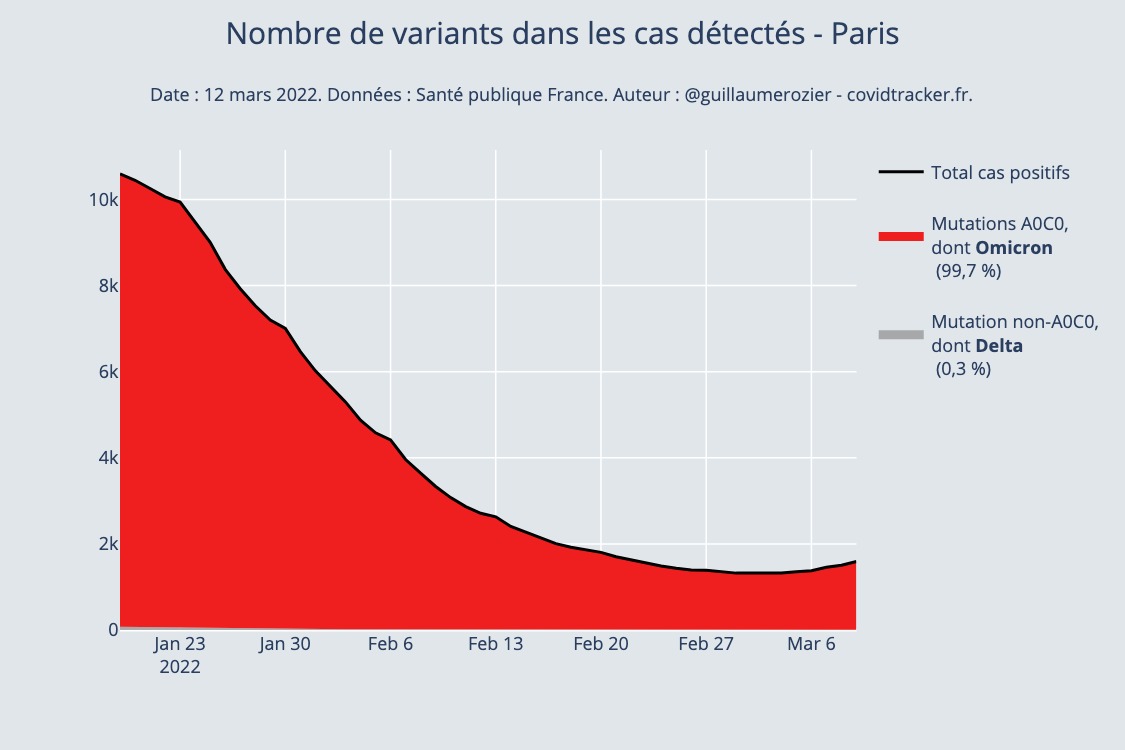 Nombre de variants dans les cas détectés - Paris
Date : 12 mars 2022. Données : Santé publique France. Auteur : @guillaumerozier - covidtracker.fr.
Total cas positifs
Mutations A0C0,
dont Omicron
(99,7 %)
Mutation non-A0C0,
dont Delta
(0,3 %)
10k
8k
6k
4k
2k
0
Jan 23 Jan 30 Feb 6 Feb 13 Feb 20 Feb 27 Mar 6
2022